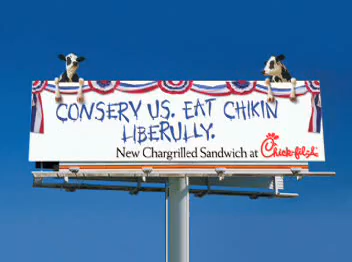 CONSERV US. EAT CHIKIN
LIBERULLY.
New Chargrilled Sandwich at Chick-fil-A